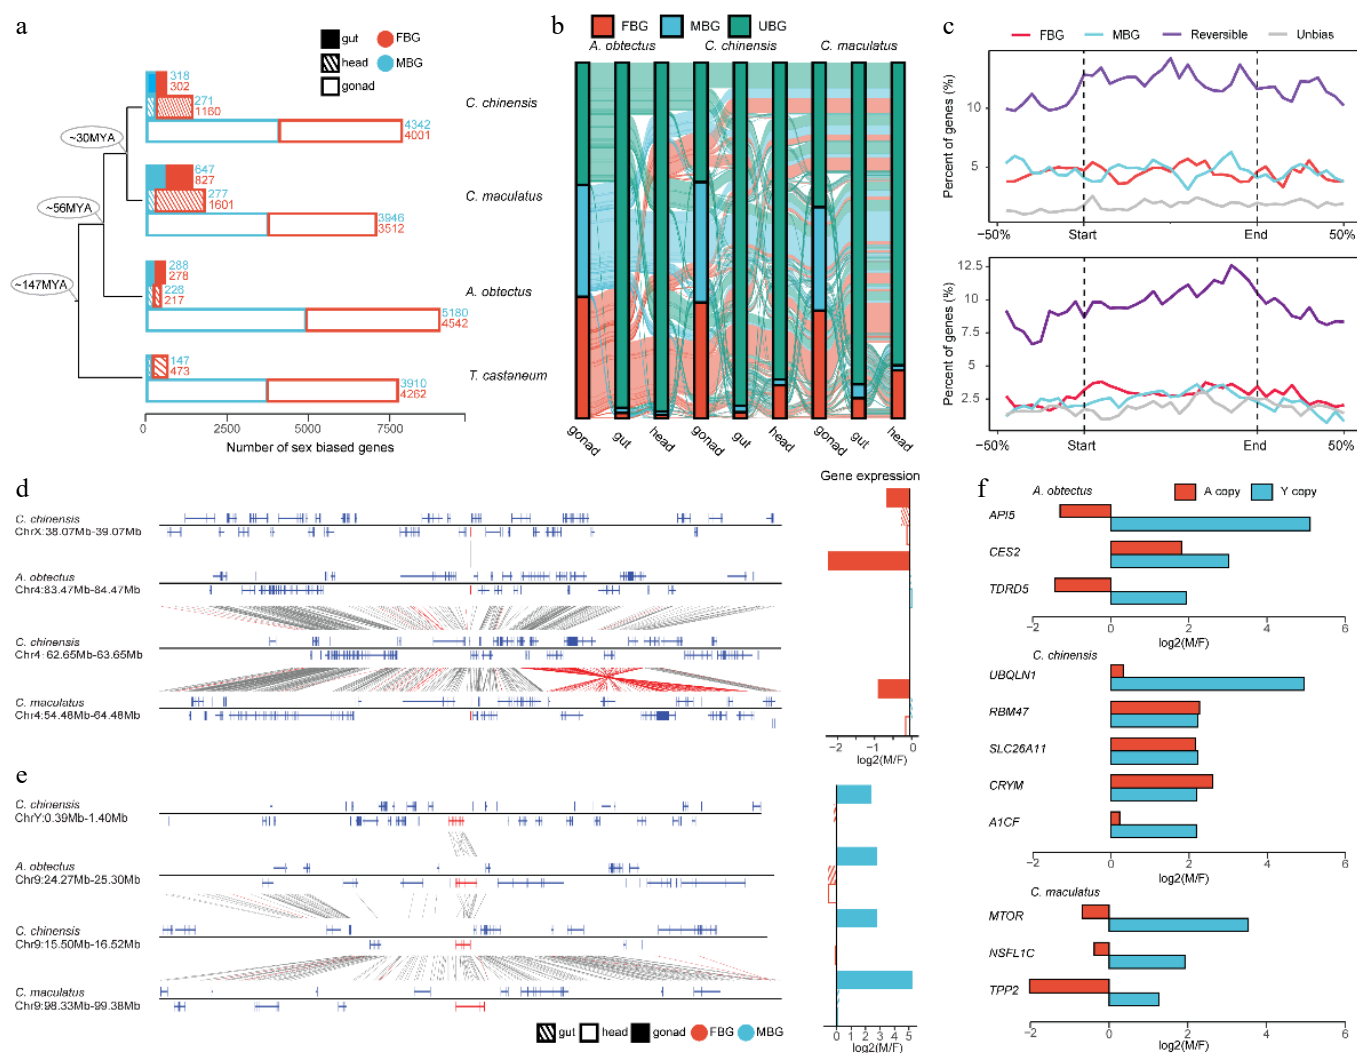 a
gut
FBG
head
MBG
gonad
318
302
271
1160
4342
4001
C. chinensis
~30MYA
647
827
277
1601
3946
3512
C. maculatus
~56MYA
288
278
228
217
5180
4542
A. obtectus
~147MYA
147
473
3910
4262
T. castaneum
0 2500 5000 7500
Number of sex biased genes
b
FBG MBG UBG
A. obtectus C. chinensis C. maculatus
gonad gut head gonad gut head gonad gut head
c
FBG MBG Reversible Unbias
Percent of genes (%)
10
5
−50% Start End 50%
Percent of genes (%)
12.5
10
7.5
5
2.5
−50% Start End 50%
d
Gene expression
C. chinensis
ChrX:38.07Mb-39.07Mb
A. obtectus
Chr4:83.47Mb-84.47Mb
C. chinensis
Chr4: 62.65Mb-63.65Mb
C. maculatus
Chr4:54.48Mb-64.48Mb
−2 −1 0
log2(M/F)
e
C. chinensis
ChrY:0.39Mb-1.40Mb
A. obtectus
Chr9:24.27Mb-25.30Mb
C. chinensis
Chr9:15.50Mb-16.52Mb
C. maculatus
Chr9:98.33Mb-99.38Mb
gut head gonad FBG MBG
0 1 2 3 4 5
log2(M/F)
f
A. obtectus
A copy Y copy
API5
CES2
TDRD5
−2 0 2 4 6
log2(M/F)
C. chinensis
UBQLN1
RBM47
SLC26A11
CRYM
A1CF
−2 0 2 4 6
log2(M/F)
C. maculatus
MTOR
NSFL1C
TPP2
−2 0 2 4 6
log2(M/F)